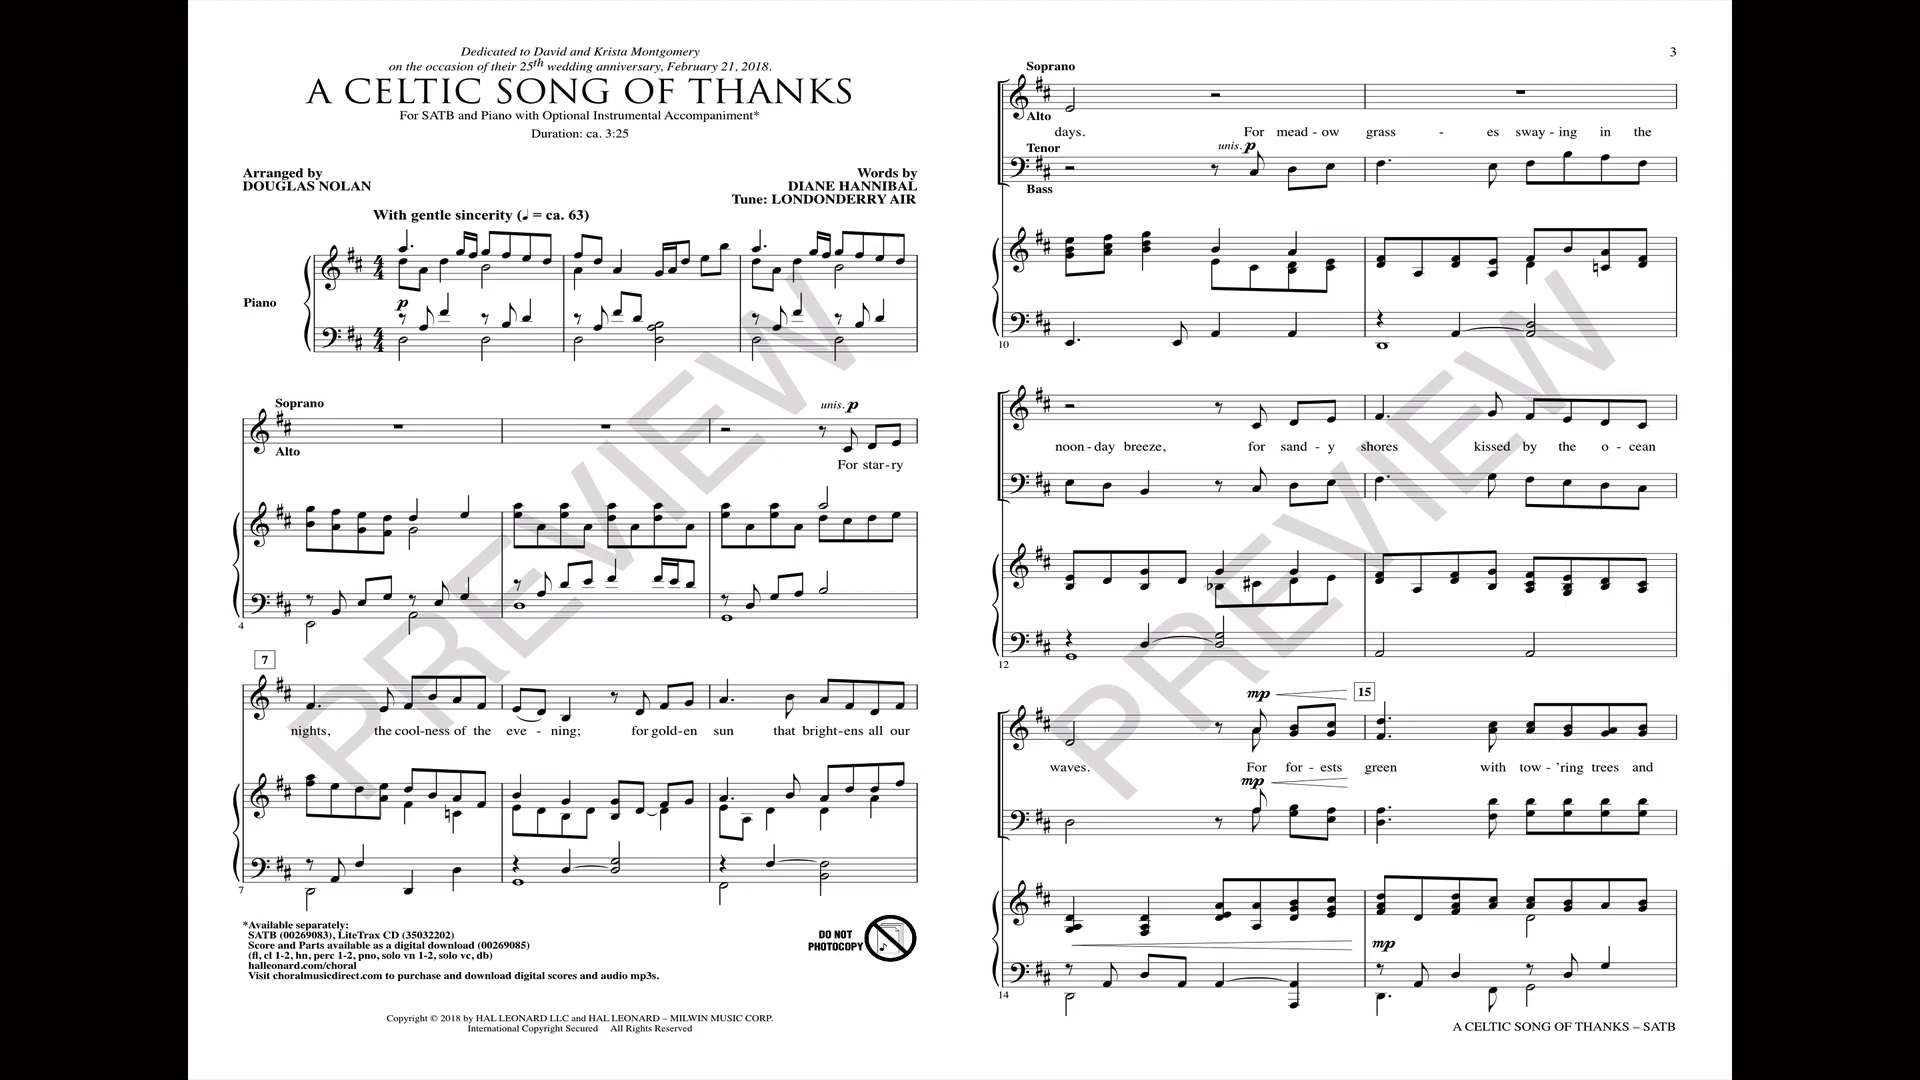 Dedicated to David and Krista Montgomery
on the occasion of their 25th wedding anniversary, February 21, 2018.
A CELTIC SONG OF THANKS
For SATB and Piano with Optional Instrumental Accompaniment*
Duration: ca. 3:25
Arranged by
DOUGLAS NOLAN
Words by
DIANE HANNIBAL
Tune: LONDONDERRY AIR
With gentle sincerity (♩ = ca. 63)
Piano
p
Soprano
unis. p
Alto
For star-ry
4
7
nights, the cool-ness of the eve - ning; for gold-en sun that bright-ens all our
7
*Available separately:
SATB (00269083), LiteTrax CD (35032202)
Score and Parts available as a digital download (00269085)
(fl, cl 1-2, hn, perc 1-2, pno, solo vn 1-2, solo vc, db)
halleonard.com/choral
Visit choralmusicdirect.com to purchase and download digital scores and audio mp3s.
DO NOT
PHOTOCOPY
Copyright © 2018 by HAL LEONARD LLC and HAL LEONARD – MILWIN MUSIC CORP.
International Copyright Secured All Rights Reserved
PREVIEW
3
Soprano
Alto
days. For mead - ow grass - es sway - ing in the
Tenor
unis. p
Bass
10
noon - day breeze, for sand - y shores kissed by the o - cean
12
mp
15
waves. For for - ests green with tow - 'ring trees and
mp
mp
14
A CELTIC SONG OF THANKS – SATB
PREVIEW